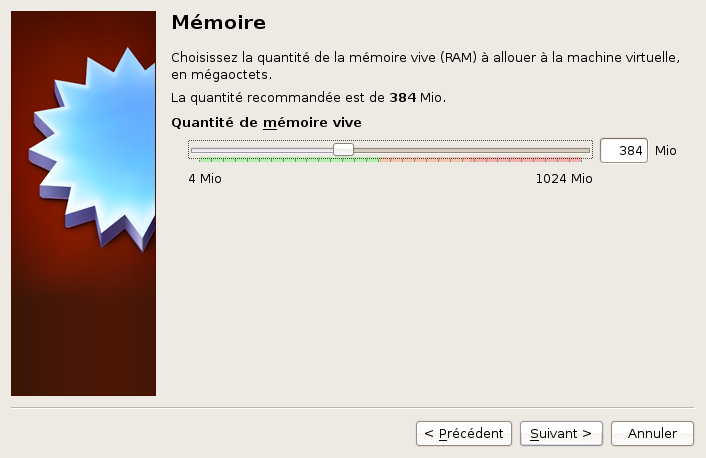 Mémoire
Choisissez la quantité de la mémoire vive (RAM) à allouer à la machine virtuelle,
en mégaoctets.
La quantité recommandée est de 384 Mio.
Quantité de mémoire vive
384 Mio
4 Mio 1024 Mio
< Précédent Suivant > Annuler